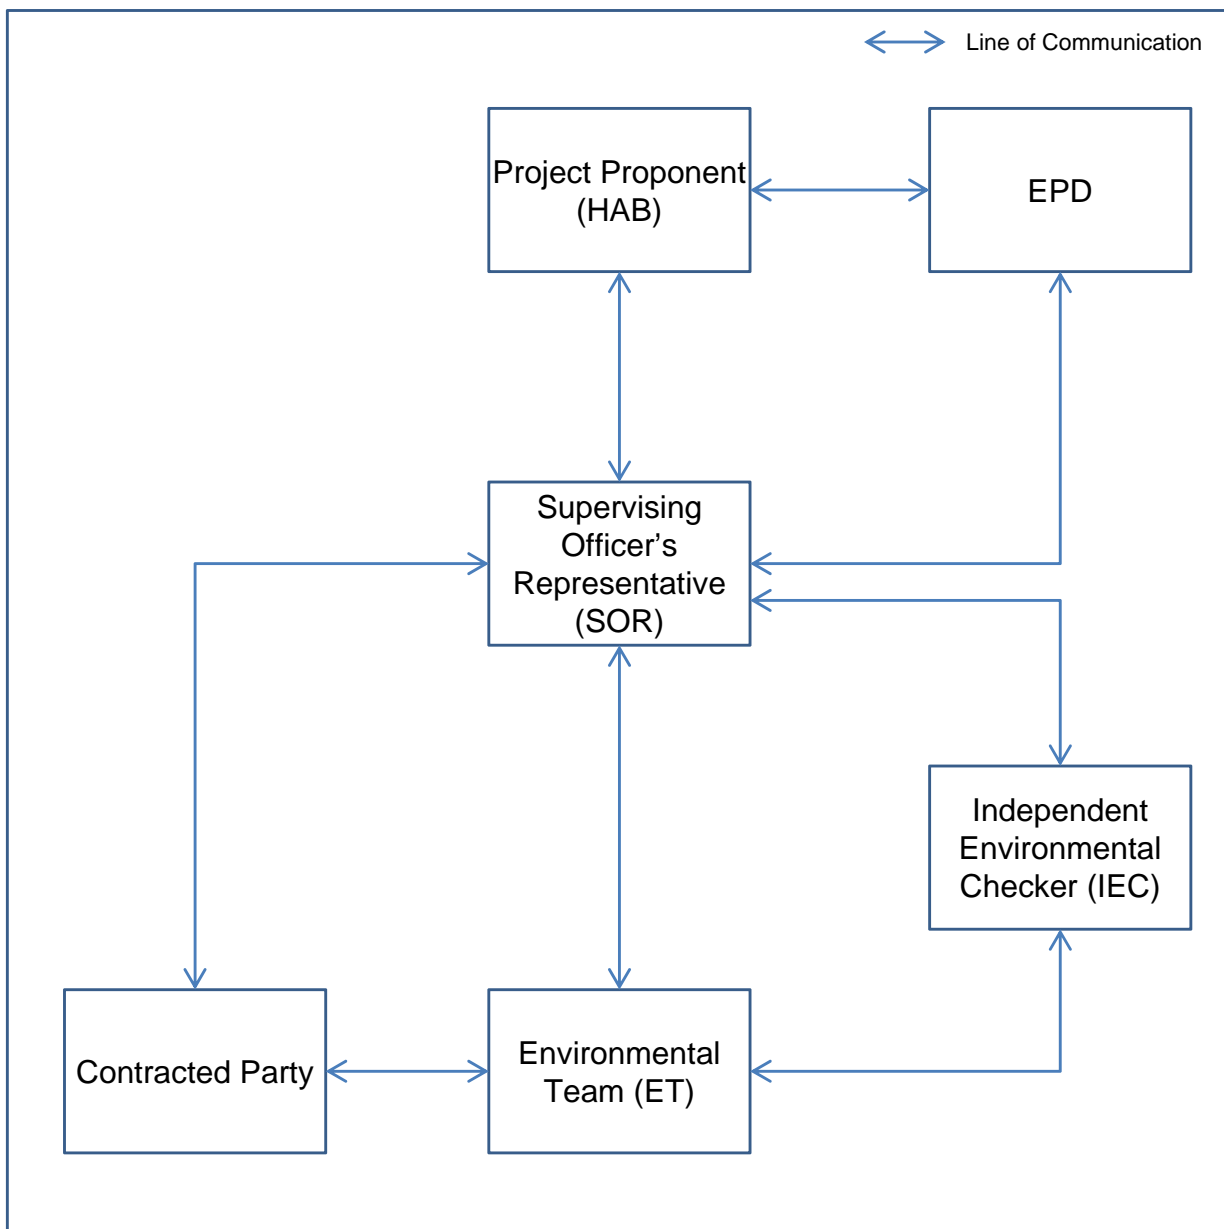 Line of Communication
Project Proponent
(HAB)
EPD
Supervising
Officer’s
Representative
(SOR)
Independent
Environmental
Checker (IEC)
Contracted Party
Environmental
Team (ET)